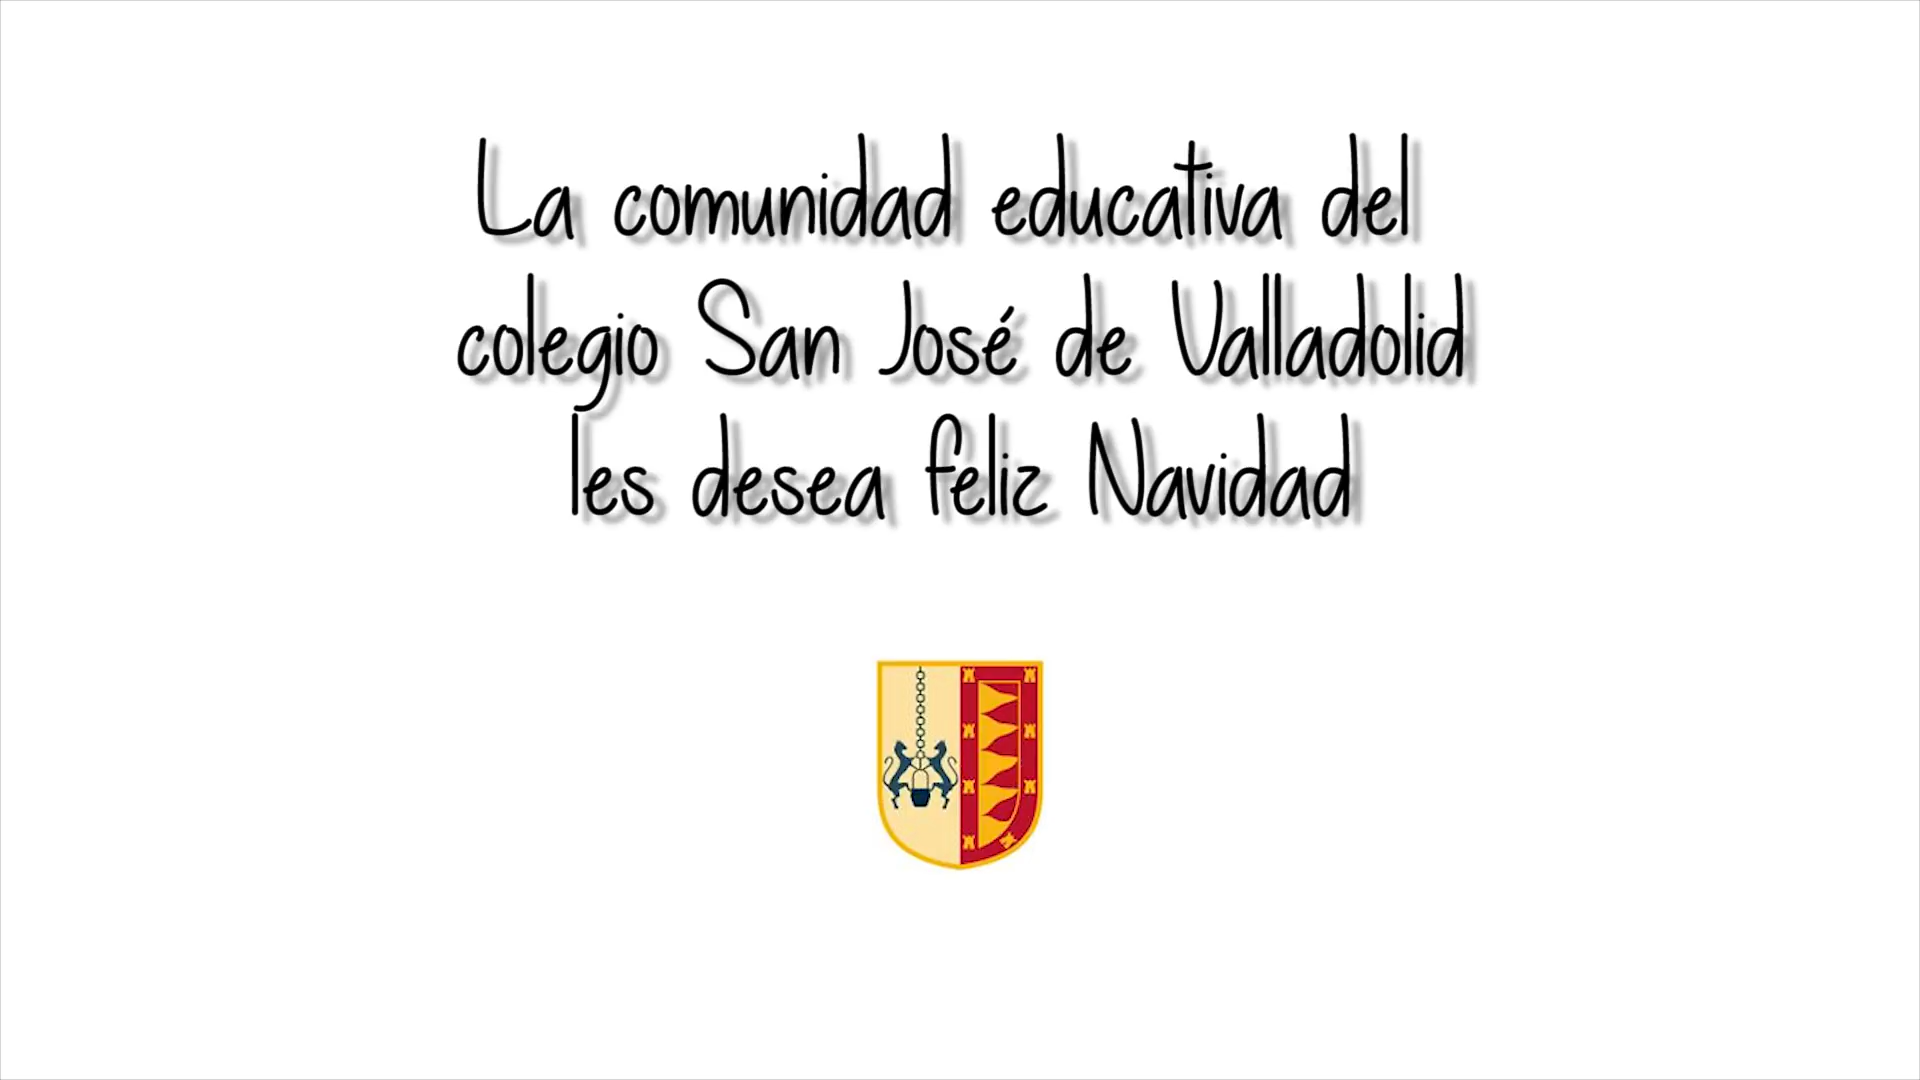 La comunidad educativa del
colegio San José de Valladolid
les desea feliz Navidad